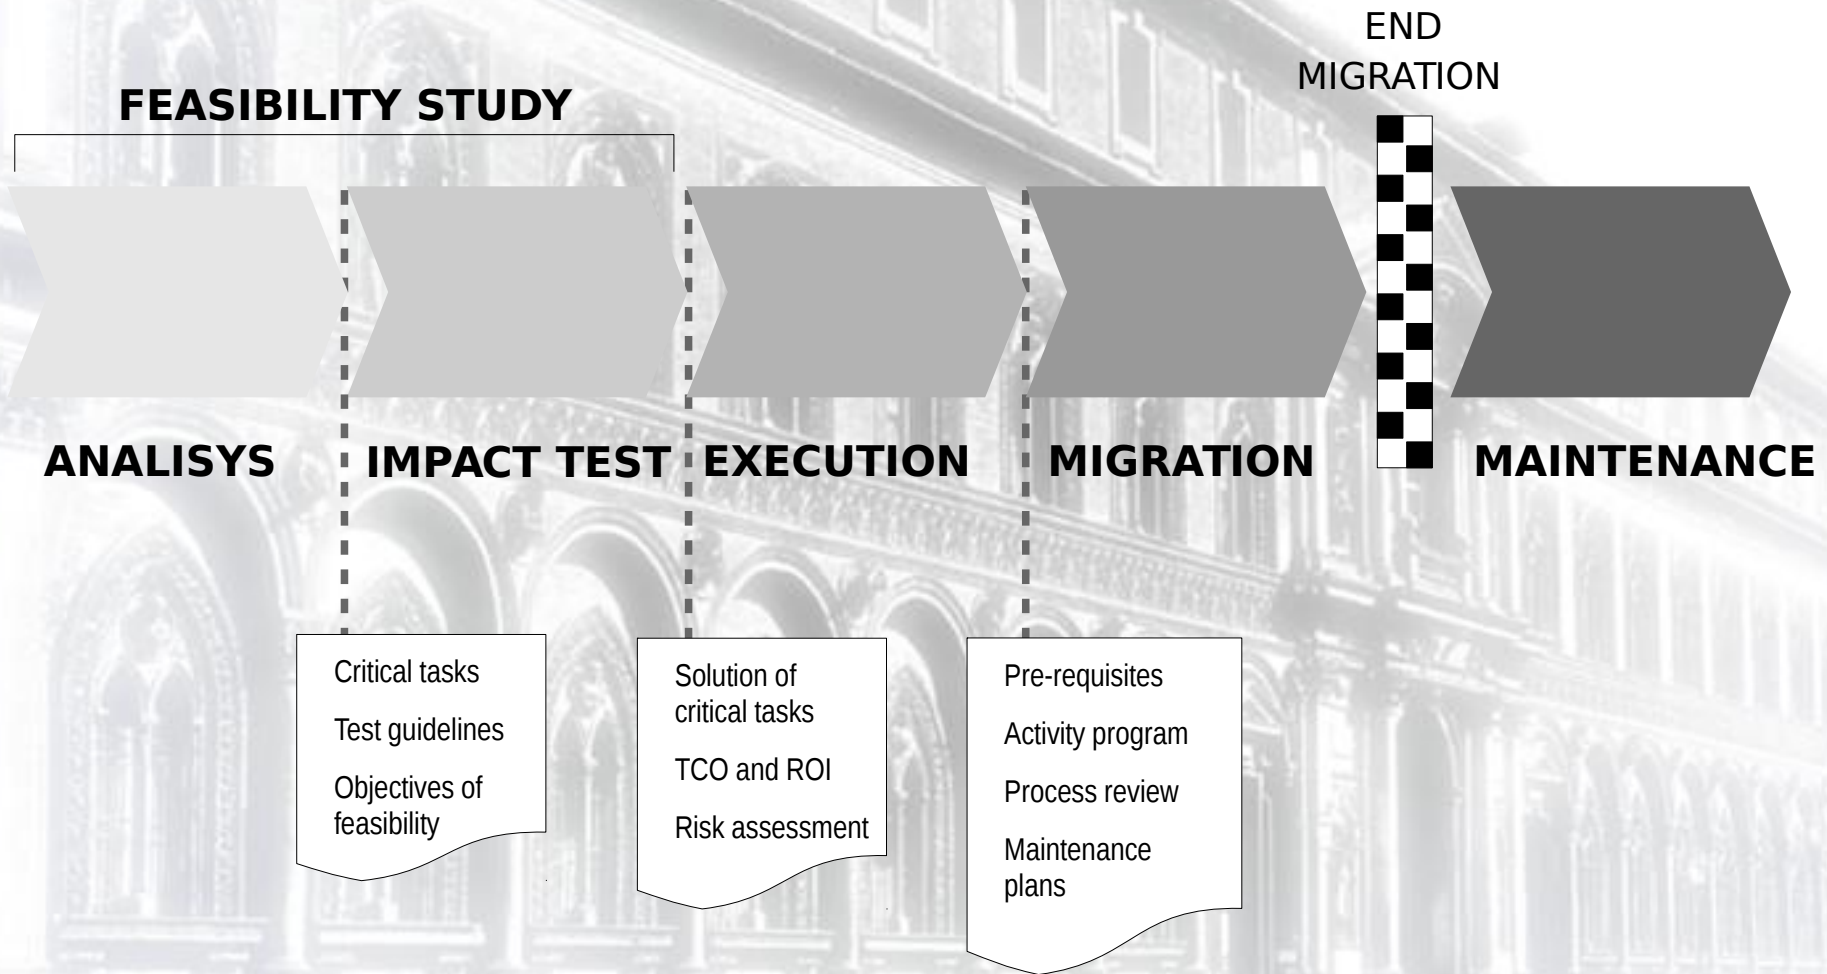 END
MIGRATION
FEASIBILITY STUDY
ANALISYS
IMPACT TEST
EXECUTION
MIGRATION
MAINTENANCE
Critical tasks
Test guidelines
Objectives of
feasibility
Solution of
critical tasks
TCO and ROI
Risk assessment
Pre-requisites
Activity program
Process review
Maintenance
plans